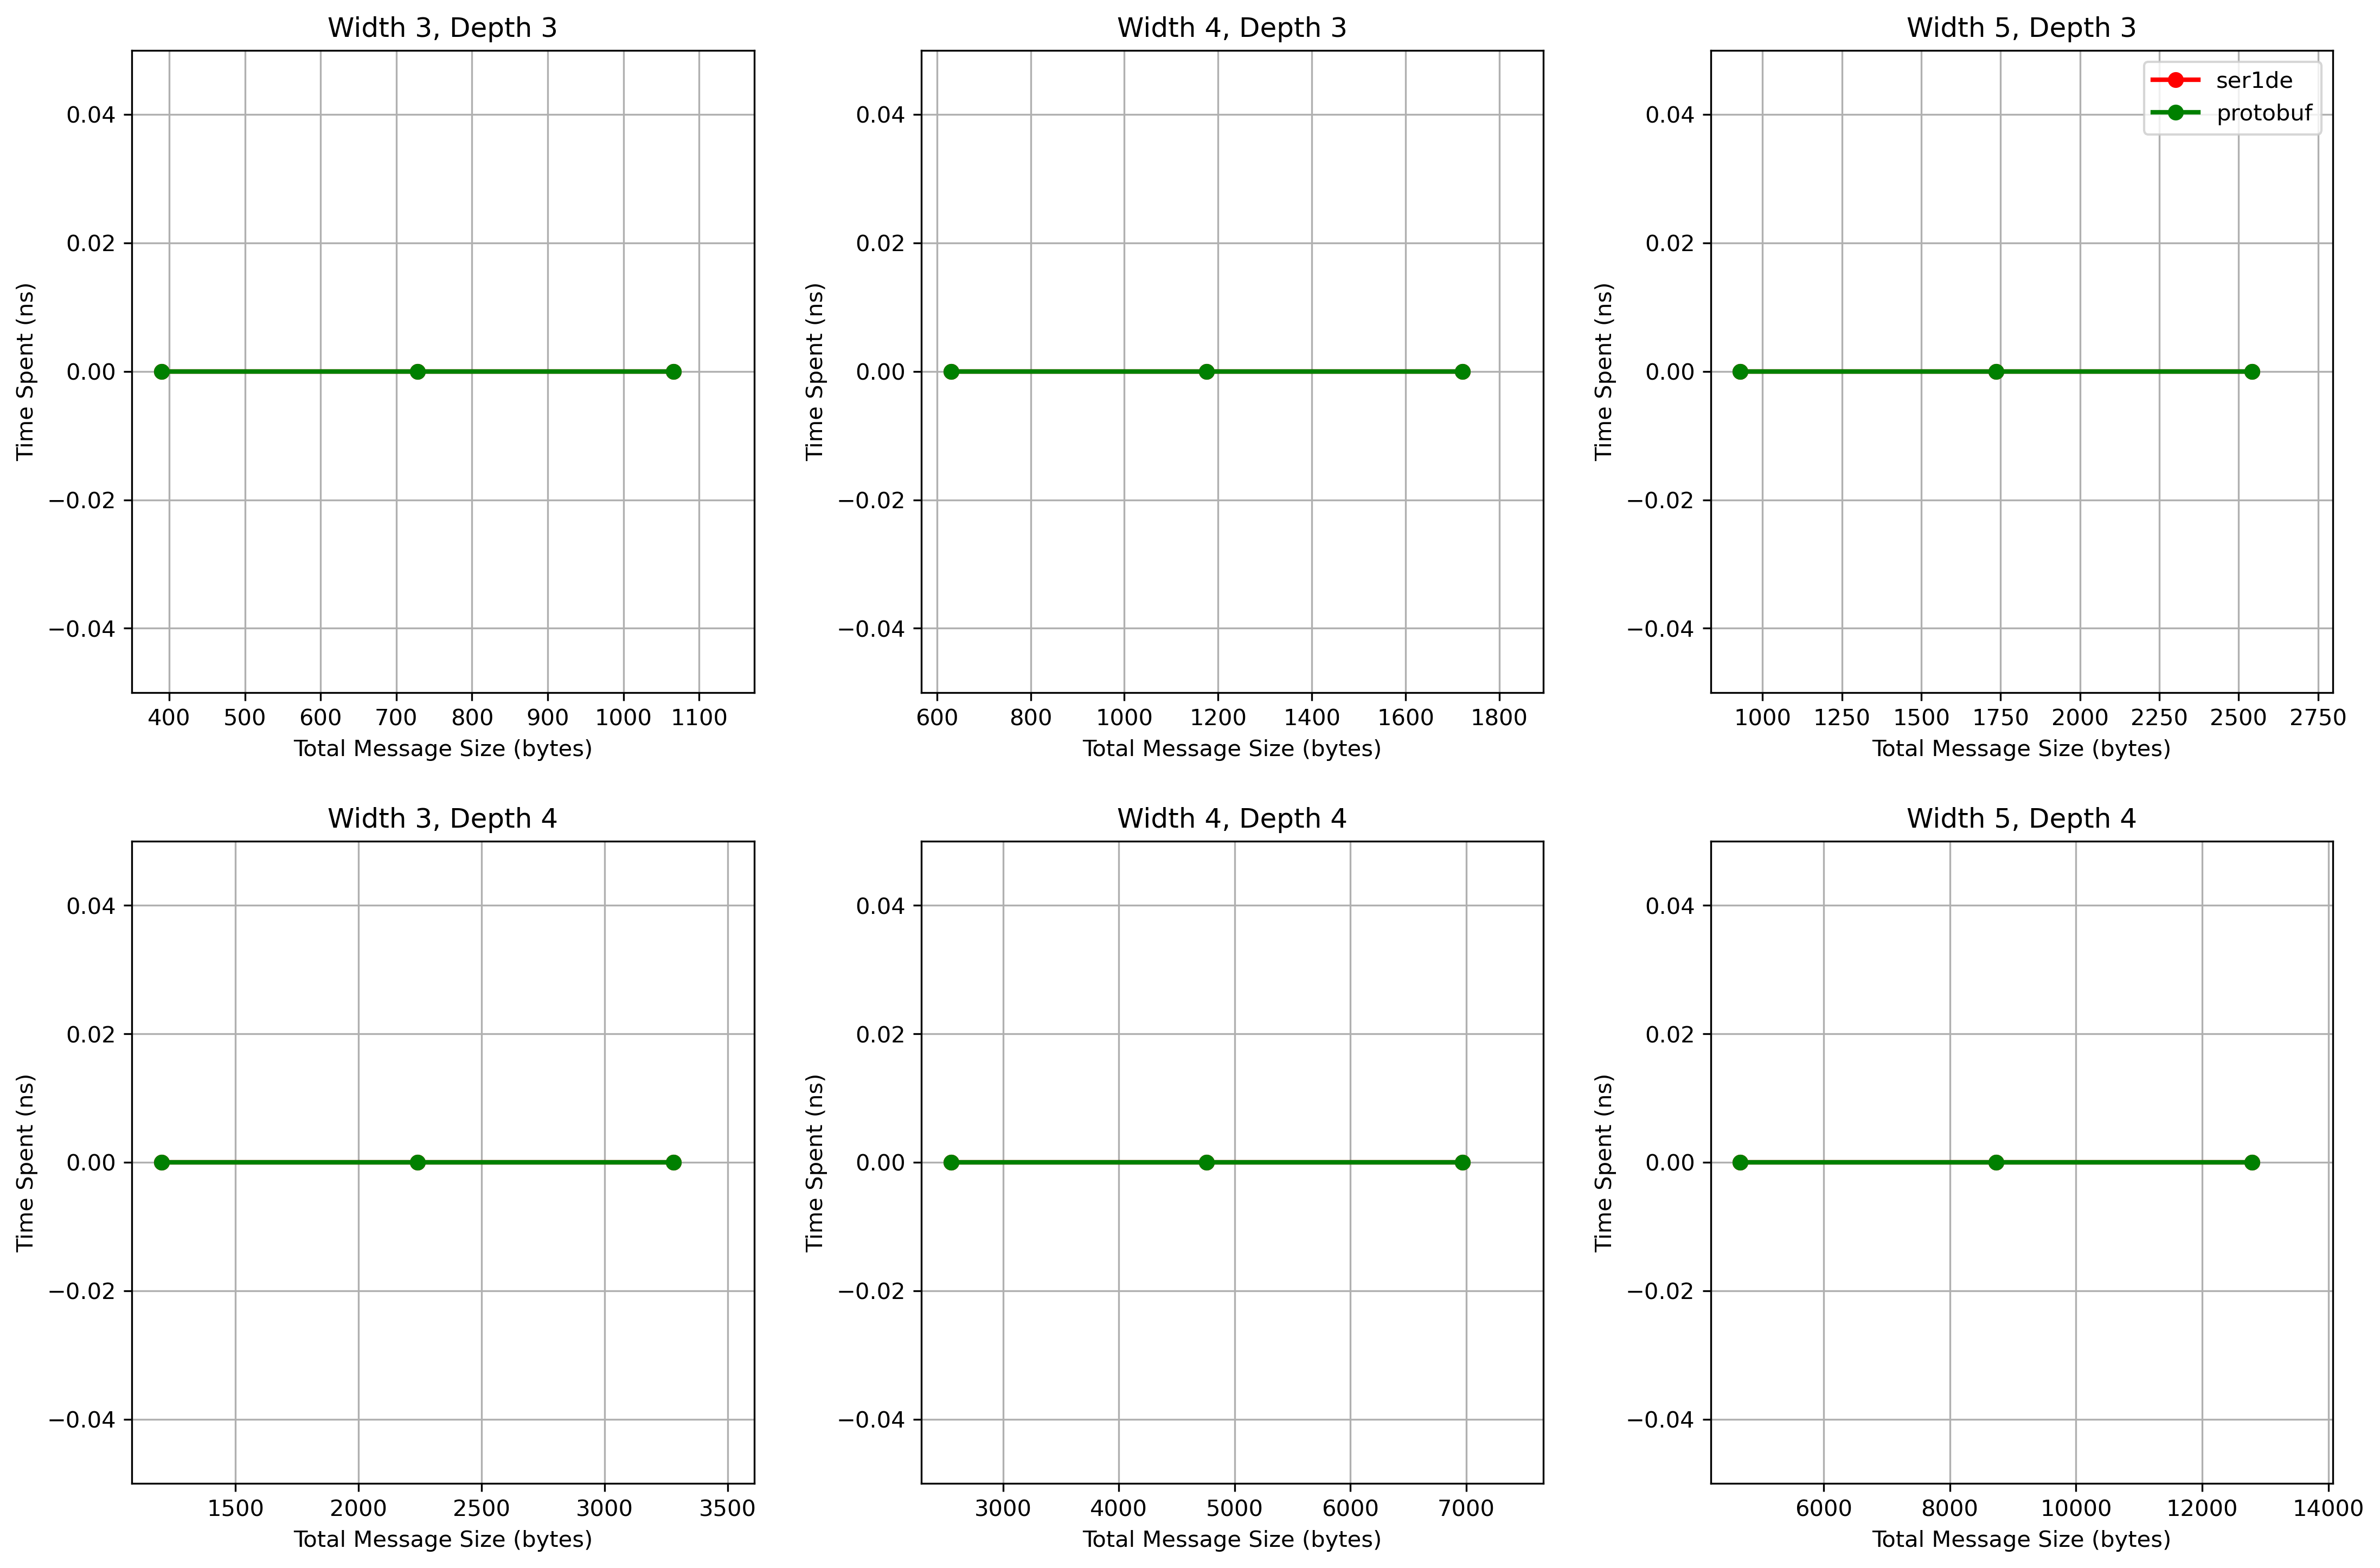 Width 3, Depth 3
0.04
0.02
0.00
−0.02
−0.04
Time Spent (ns)
400 500 600 700 800 900 1000 1100
Total Message Size (bytes)
Width 4, Depth 3
0.04
0.02
0.00
−0.02
−0.04
Time Spent (ns)
600 800 1000 1200 1400 1600 1800
Total Message Size (bytes)
Width 5, Depth 3
ser1de
protobuf
0.04
0.02
0.00
−0.02
−0.04
Time Spent (ns)
1000 1250 1500 1750 2000 2250 2500 2750
Total Message Size (bytes)
Width 3, Depth 4
0.04
0.02
0.00
−0.02
−0.04
Time Spent (ns)
1500 2000 2500 3000 3500
Total Message Size (bytes)
Width 4, Depth 4
0.04
0.02
0.00
−0.02
−0.04
Time Spent (ns)
3000 4000 5000 6000 7000
Total Message Size (bytes)
Width 5, Depth 4
0.04
0.02
0.00
−0.02
−0.04
Time Spent (ns)
6000 8000 10000 12000 14000
Total Message Size (bytes)